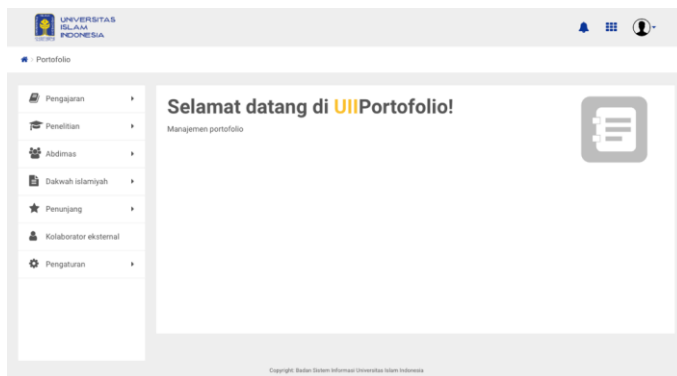 UNIVERSITAS
ISLAM
INDONESIA
Portofolio
Pengajaran
Penelitian
Abdimas
Dakwah islamiyah
Penunjang
Kolaborator eksternal
Pengaturan
Selamat datang di UIIPortofolio!
Manajemen portofolio
Copyright: Badan Sistem Informasi Universitas Islam Indonesia